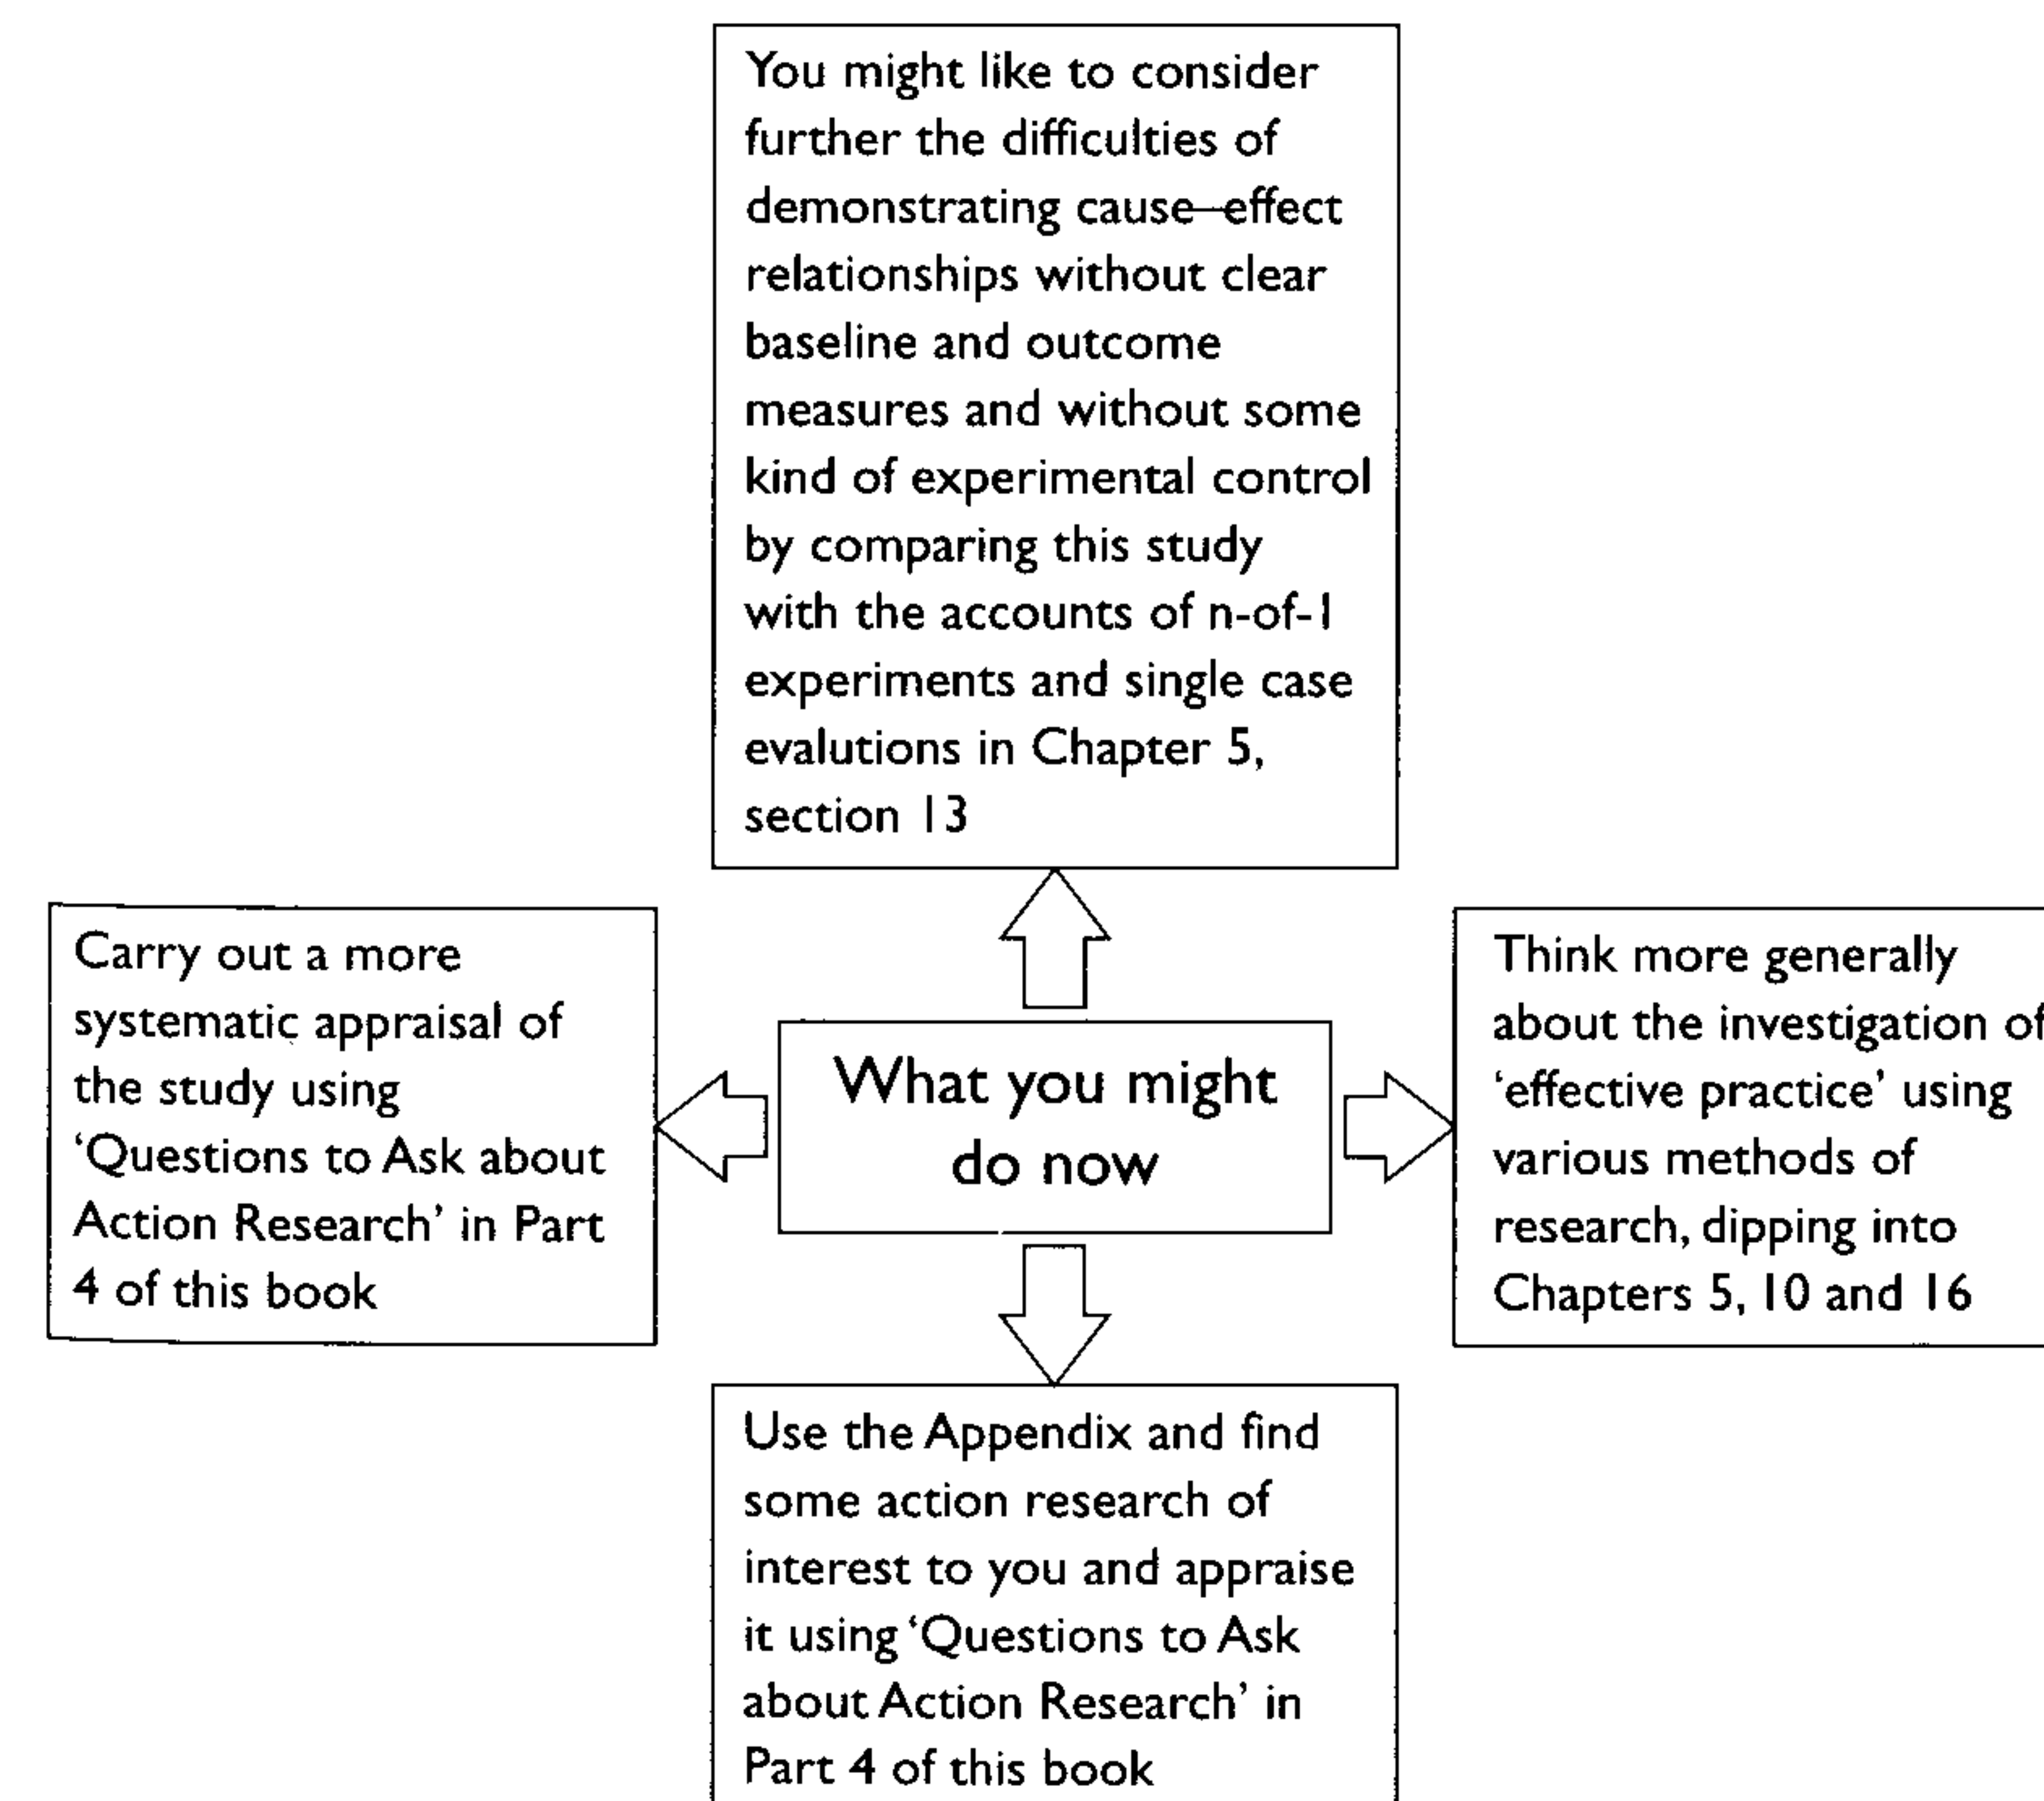 You might like to consider
further the difficulties of
demonstrating cause–effect
relationships without clear
baseline and outcome
measures and without some
kind of experimental control
by comparing this study
with the accounts of n-of-1
experiments and single case
evalutions in Chapter 5,
section 13
Carry out a more
systematic appraisal of
the study using
‘Questions to Ask about
Action Research’ in Part
4 of this book
What you might
do now
Think more generally
about the investigation of
‘effective practice’ using
various methods of
research, dipping into
Chapters 5, 10 and 16
Use the Appendix and find
some action research of
interest to you and appraise
it using ‘Questions to Ask
about Action Research’ in
Part 4 of this book